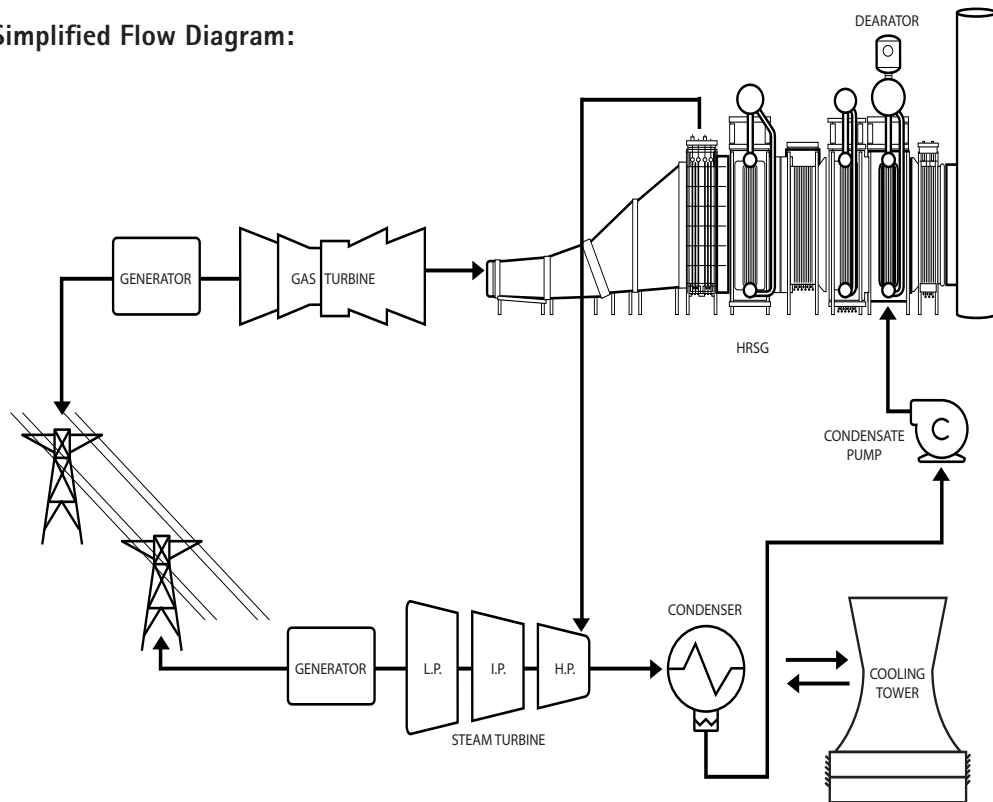 Simplified Flow Diagram:
DEARATOR
GENERATOR
GAS TURBINE
HRSG
CONDENSATE
PUMP
C
CONDENSER
GENERATOR
L.P.
I.P.
H.P.
STEAM TURBINE
COOLING
TOWER